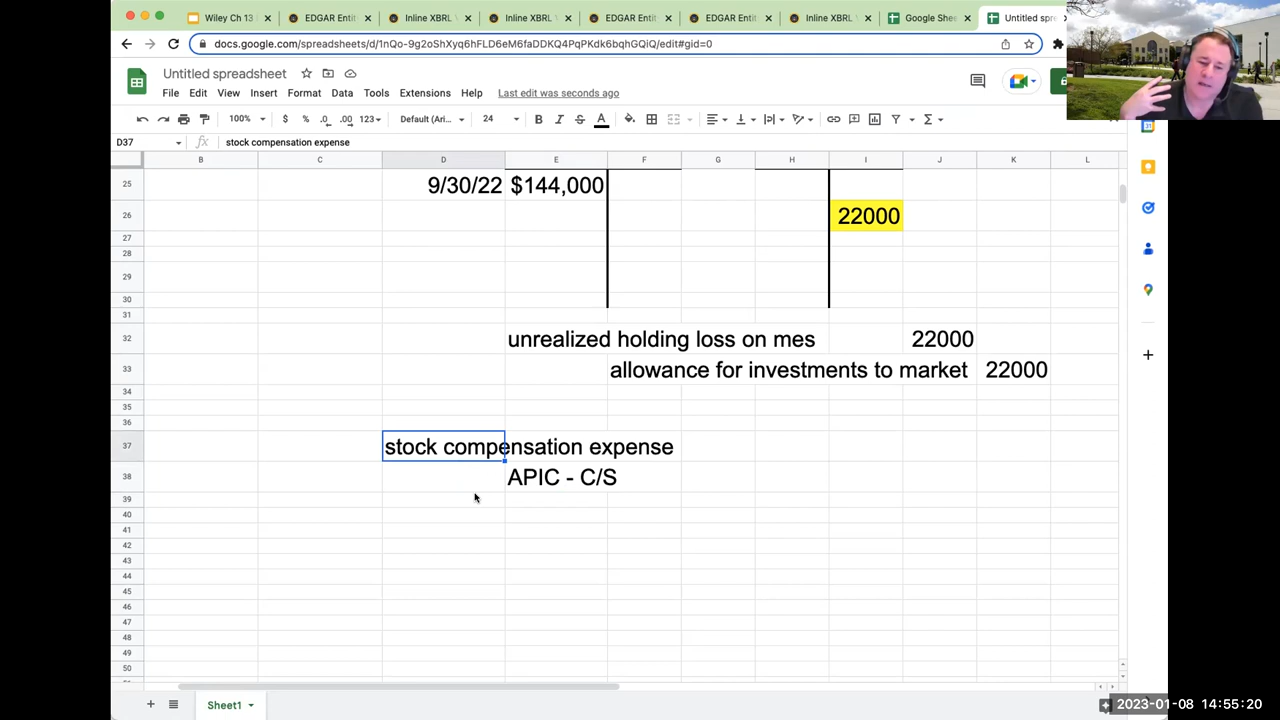 Wiley Ch 13
EDGAR Entit
Inline XBRL
Inline XBRL
EDGAR Entit
EDGAR Entit
Inline XBRL
Google Shee
Untitled spre
docs.google.com/spreadsheets/d/1nQo-9g2oShXyq6hFLD6eM6faDDKQ4PqPKdk6bqhGQiQ/edit#gid=0
Untitled spreadsheet
File Edit View Insert Format Data Tools Extensions Help Last edit was seconds ago
100% $ % .0 .00 123 Default (Ari... 24 B I S A
D37 fx stock compensation expense
B C D E F G H I J K L
25 9/30/22 $144,000
26 22000
27
28
29
30
31
32 unrealized holding loss on mes 22000
33 allowance for investments to market 22000
34
35
36
37 stock compensation expense
38 APIC - C/S
39
40
41
42
43
44
45
46
47
48
49
50
Sheet1
2023-01-08 14:55:20